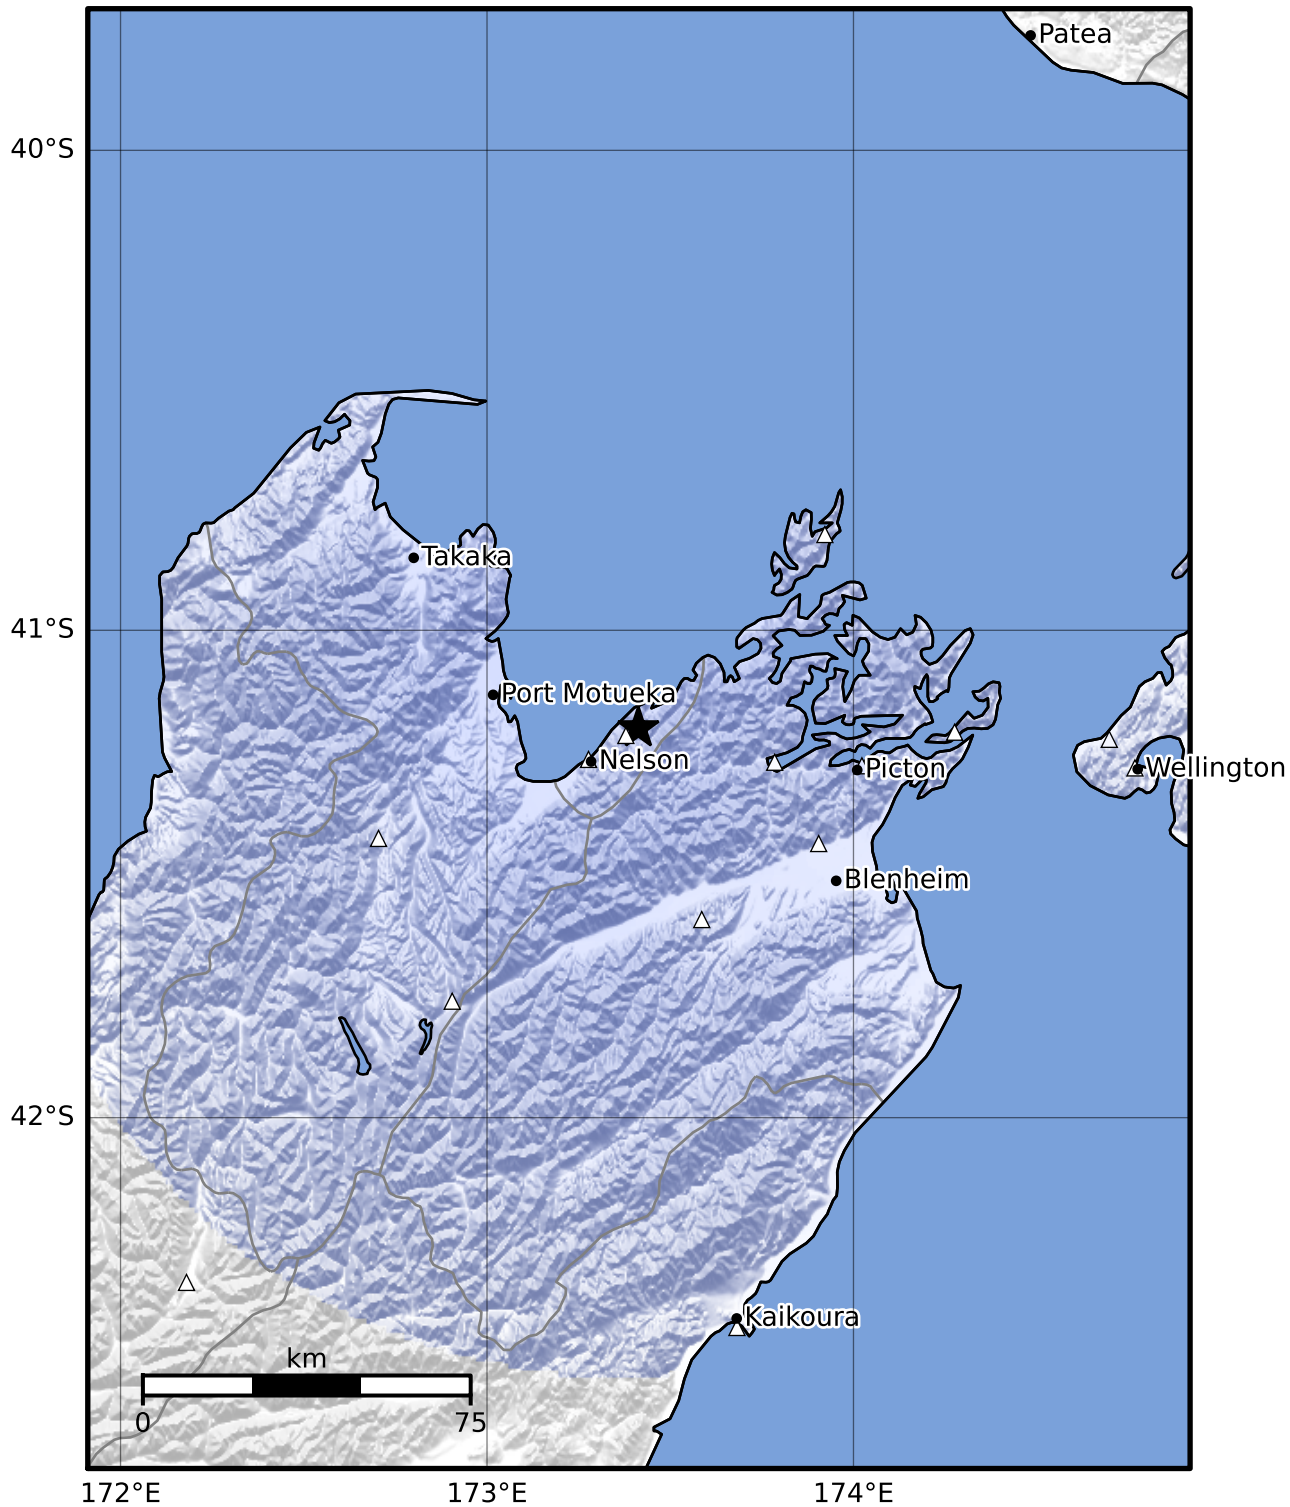 Patea
40°S
Takaka
41°S
Port Motueka
Nelson
Picton
Wellington
Blenheim
42°S
Kaikoura
km
0
75
172°E
173°E
174°E